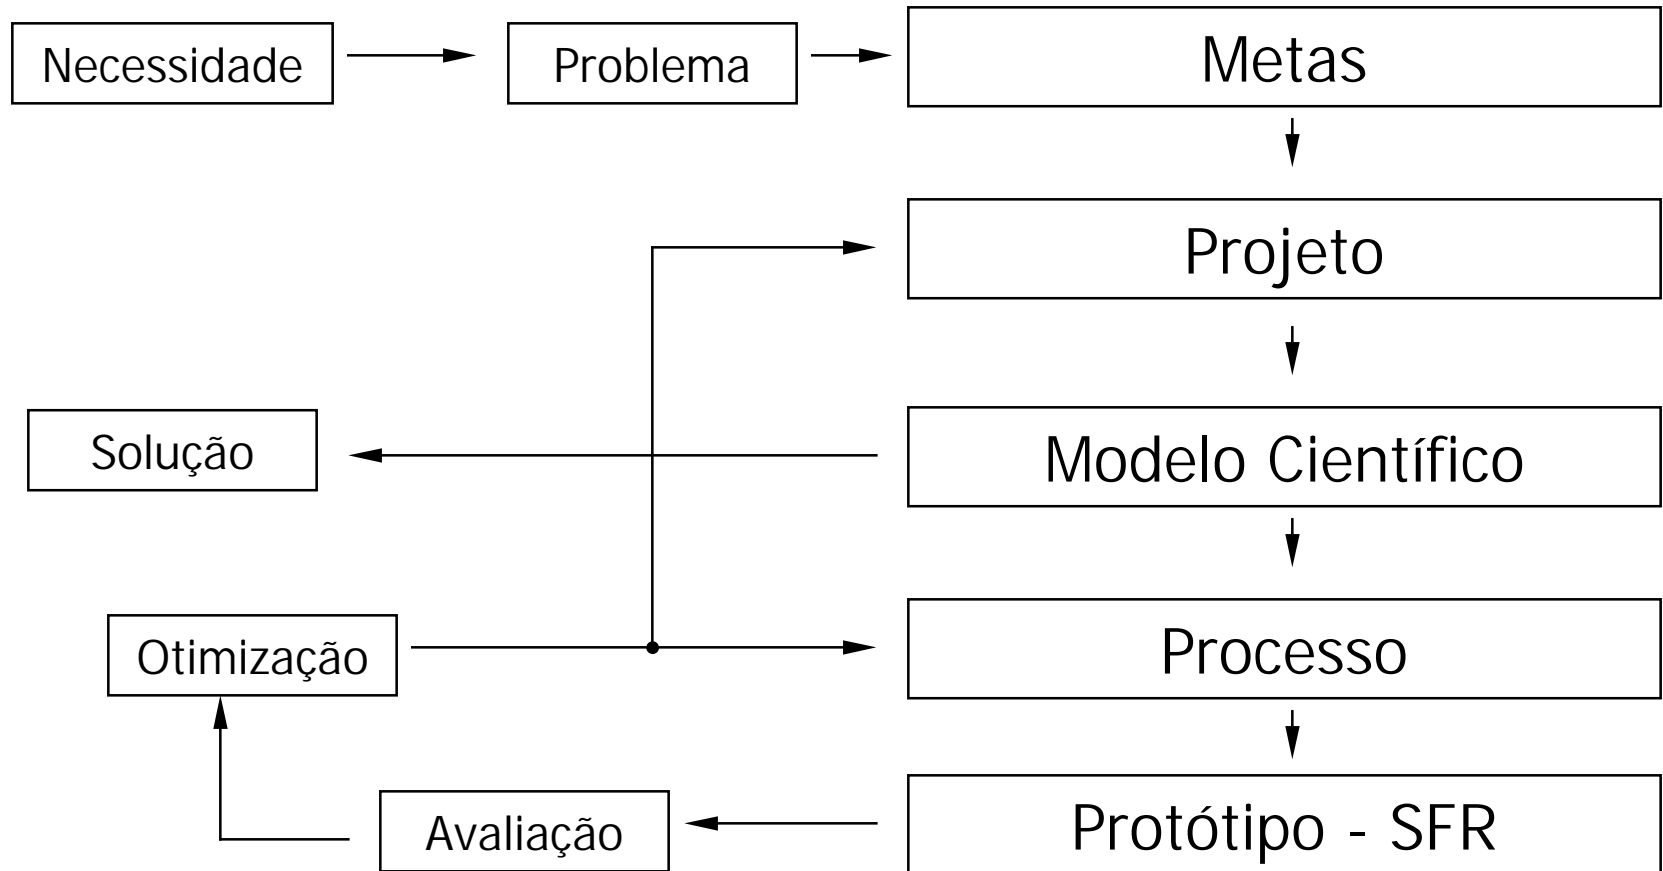 Necessidade
Problema
Metas
Projeto
Solução
Modelo Científico
Otimização
Processo
Avaliação
Protótipo - SFR